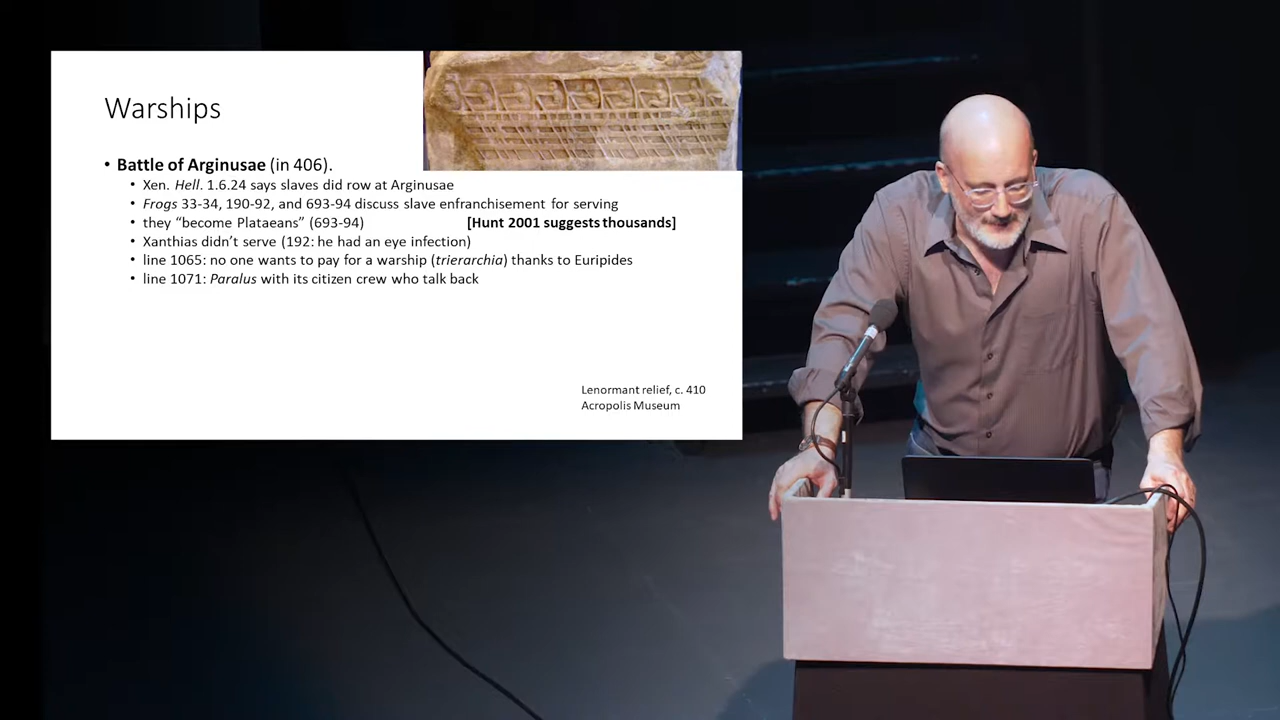 Warships
• Battle of Arginusae (in 406).
• Xen. Hell. 1.6.24 says slaves did row at Arginusae
• Frogs 33-34, 190-92, and 693-94 discuss slave enfranchisement for serving
• they “become Plataeans” (693-94) [Hunt 2001 suggests thousands]
• Xanthias didn’t serve (192: he had an eye infection)
• line 1065: no one wants to pay for a warship (trierarchia) thanks to Euripides
• line 1071: Paralus with its citizen crew who talk back
Lenormant relief, c. 410
Acropolis Museum